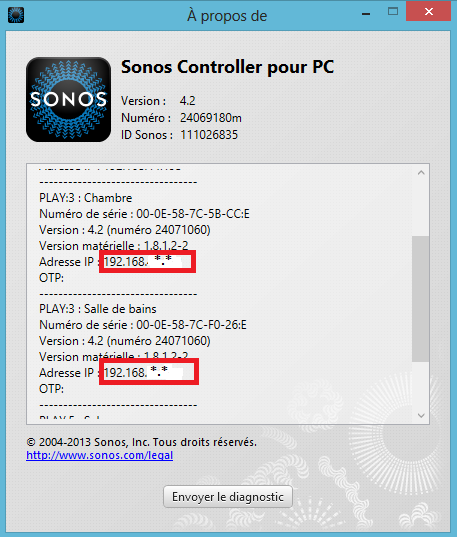 À propos de
SONOS
Sonos Controller pour PC
Version : 4.2
Numéro : 24069180m
ID Sonos : 111026835
---------------------------------
PLAY:3 : Chambre
Numéro de série : 00-0E-58-7C-5B-CC:E
Version : 4.2 (numéro 24071060)
Version matérielle : 1.8.1.2-2
Adresse IP : 192.168. *.*
OTP:
---------------------------------
PLAY:3 : Salle de bains
Numéro de série : 00-0E-58-7C-F0-26:E
Version : 4.2 (numéro 24071060)
Version matérielle : 1.8.1.2-2
Adresse IP : 192.168. *.*
OTP:
---------------------------------
© 2004-2013 Sonos, Inc. Tous droits réservés.
http://www.sonos.com/legal
Envoyer le diagnostic